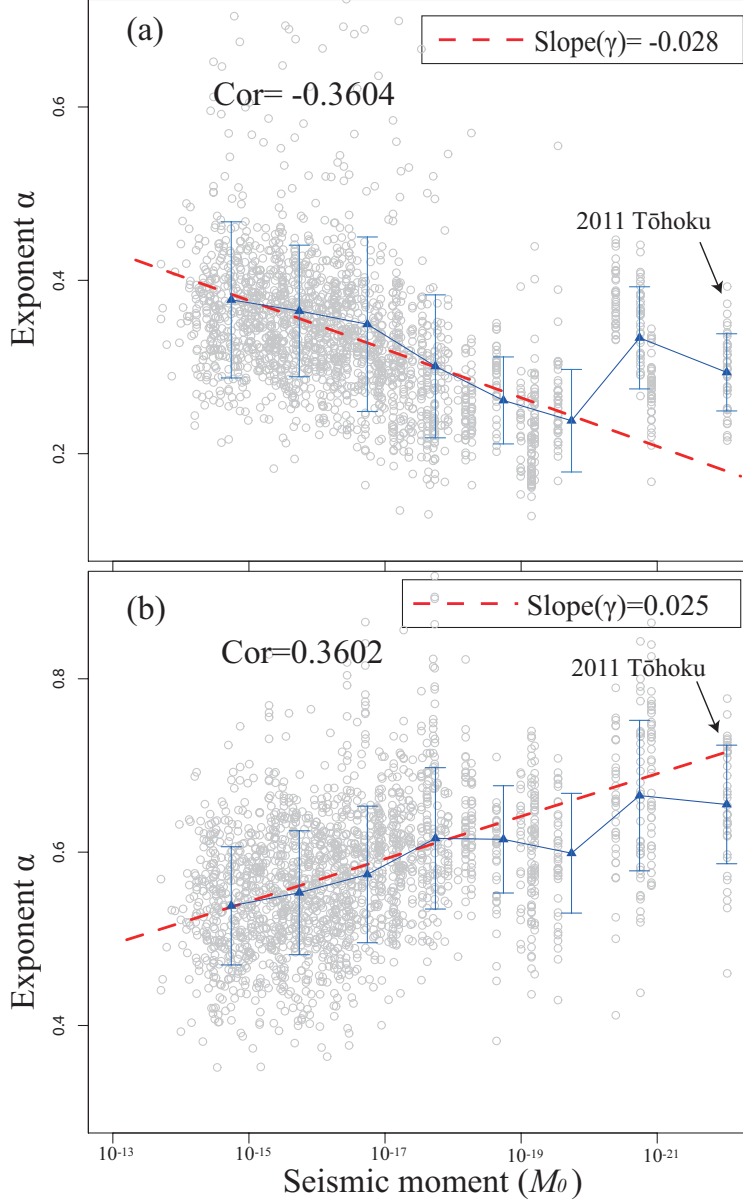 (a)
Slope(γ)= -0.028
Cor= -0.3604
0.6
2011 Tōhoku
0.4
0.2
Exponent α
(b)
Slope(γ)=0.025
Cor=0.3602
2011 Tōhoku
0.8
0.6
0.4
Exponent α
10⁻¹³ 10⁻¹⁵ 10⁻¹⁷ 10⁻¹⁹ 10⁻²¹
Seismic moment (M₀)